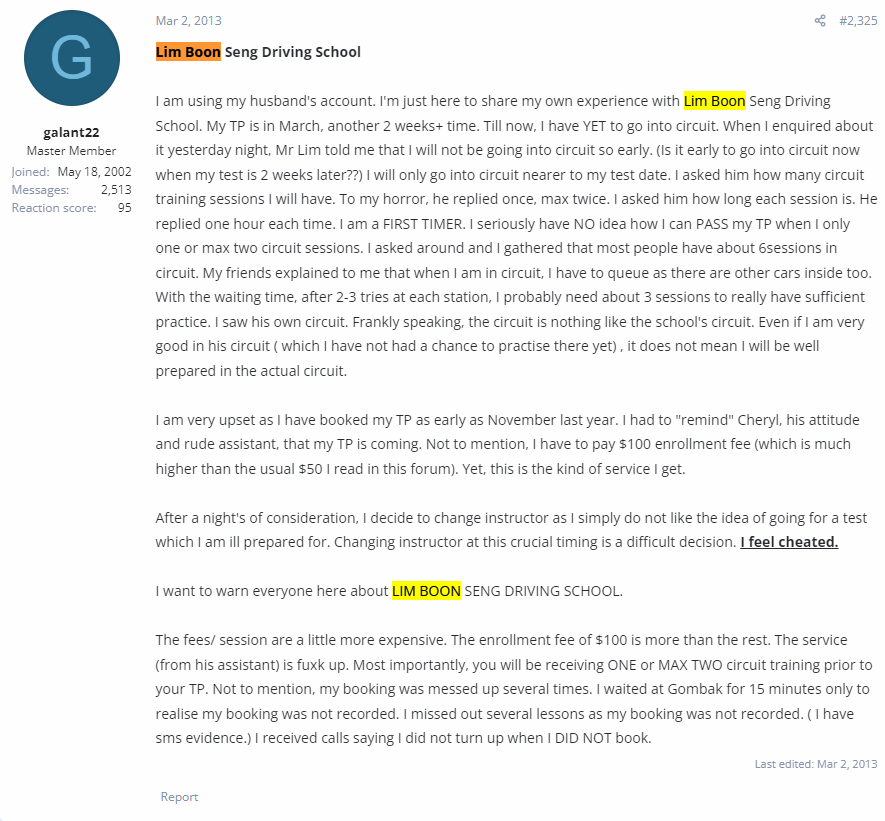 G
galant22
Master Member
Joined: May 18, 2002
Messages: 2,513
Reaction score: 95
Mar 2, 2013
#2,325
Lim Boon Seng Driving School
I am using my husband's account. I'm just here to share my own experience with Lim Boon Seng Driving
School. My TP is in March, another 2 weeks+ time. Till now, I have YET to go into circuit. When I enquired about
it yesterday night, Mr Lim told me that I will not be going into circuit so early. (Is it early to go into circuit now
when my test is 2 weeks later??) I will only go into circuit nearer to my test date. I asked him how many circuit
training sessions I will have. To my horror, he replied once, max twice. I asked him how long each session is. He
replied one hour each time. I am a FIRST TIMER. I seriously have NO idea how I can PASS my TP when I only
one or max two circuit sessions. I asked around and I gathered that most people have about 6sessions in
circuit. My friends explained to me that when I am in circuit, I have to queue as there are other cars inside too.
With the waiting time, after 2-3 tries at each station, I probably need about 3 sessions to really have sufficient
practice. I saw his own circuit. Frankly speaking, the circuit is nothing like the school's circuit. Even if I am very
good in his circuit ( which I have not had a chance to practise there yet) , it does not mean I will be well
prepared in the actual circuit.
I am very upset as I have booked my TP as early as November last year. I had to "remind" Cheryl, his attitude
and rude assistant, that my TP is coming. Not to mention, I have to pay $100 enrollment fee (which is much
higher than the usual $50 I read in this forum). Yet, this is the kind of service I get.
After a night's of consideration, I decide to change instructor as I simply do not like the idea of going for a test
which I am ill prepared for. Changing instructor at this crucial timing is a difficult decision. I feel cheated.
I want to warn everyone here about LIM BOON SENG DRIVING SCHOOL.
The fees/ session are a little more expensive. The enrollment fee of $100 is more than the rest. The service
(from his assistant) is fuxk up. Most importantly, you will be receiving ONE or MAX TWO circuit training prior to
your TP. Not to mention, my booking was messed up several times. I waited at Gombak for 15 minutes only to
realise my booking was not recorded. I missed out several lessons as my booking was not recorded. ( I have
sms evidence.) I received calls saying I did not turn up when I DID NOT book.
Last edited: Mar 2, 2013
Report